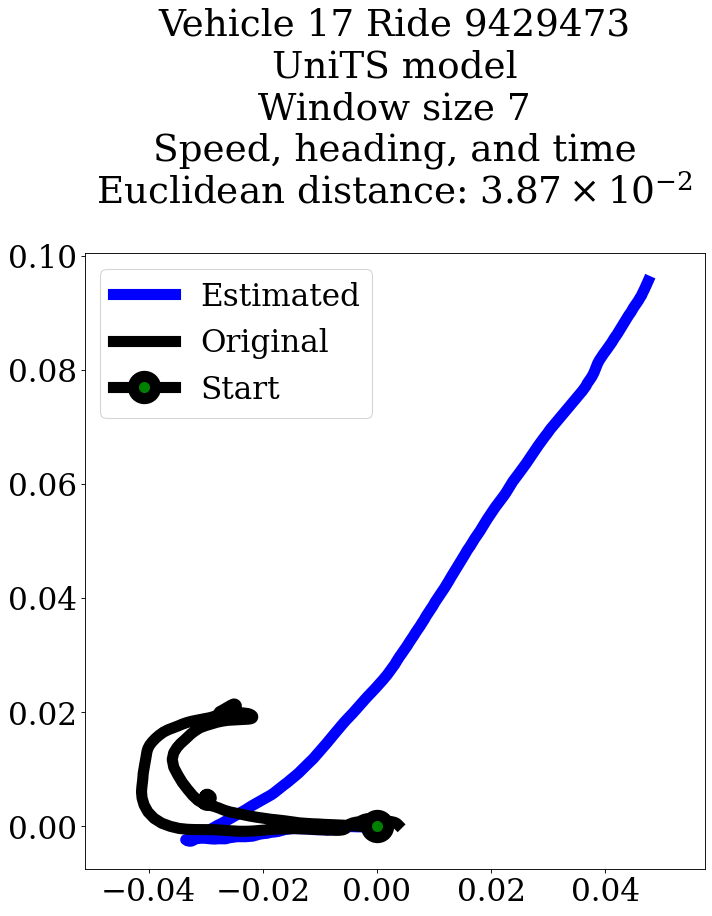 Vehicle 17 Ride 9429473
UniTS model
Window size 7
Speed, heading, and time
Euclidean distance: 3.87 × 10⁻²
Estimated
Original
Start
0.10
0.08
0.06
0.04
0.02
0.00
−0.04 −0.02 0.00 0.02 0.04